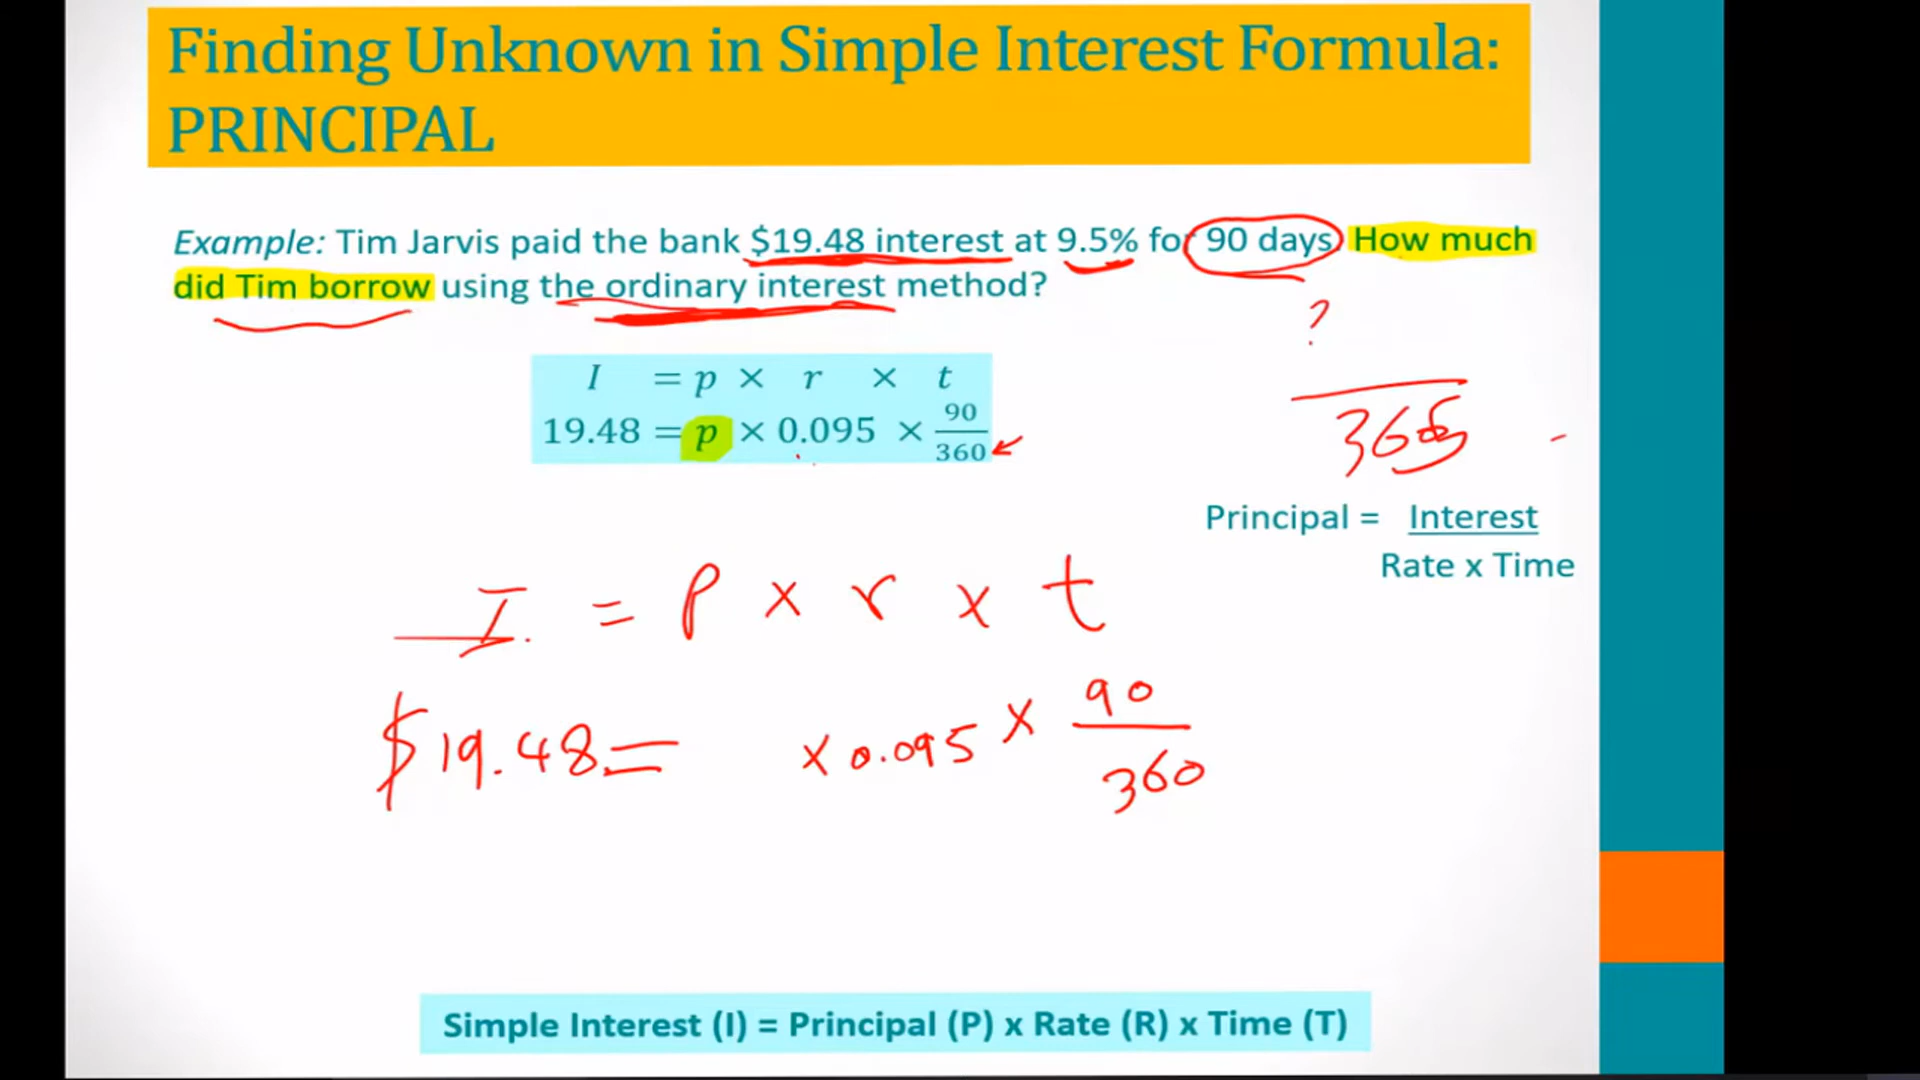 Finding Unknown in Simple Interest Formula:
PRINCIPAL
Example: Tim Jarvis paid the bank $19.48 interest at 9.5% for 90 days. How much
did Tim borrow using the ordinary interest method?
?
I = p × r × t
19.48 = p × 0.095 × 90/360
Principal = Interest
Rate x Time
I = P × r × t
$19.48 = × 0.095 × 90/360
Simple Interest (I) = Principal (P) x Rate (R) x Time (T)